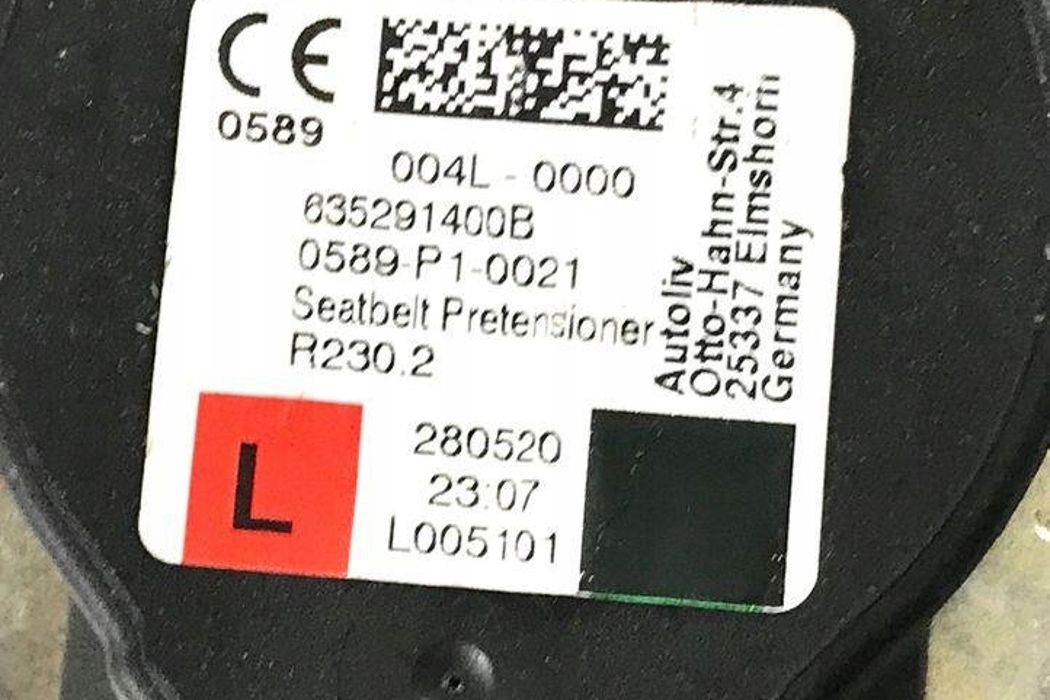 CE
0589
004L - 0000
635291400B
0589-P1-0021
Seatbelt Pretensioner
R230.2
Autoliv
Otto-Hahn-Str.4
25337 Elmshorn
Germany
L
280520
23:07
L005101